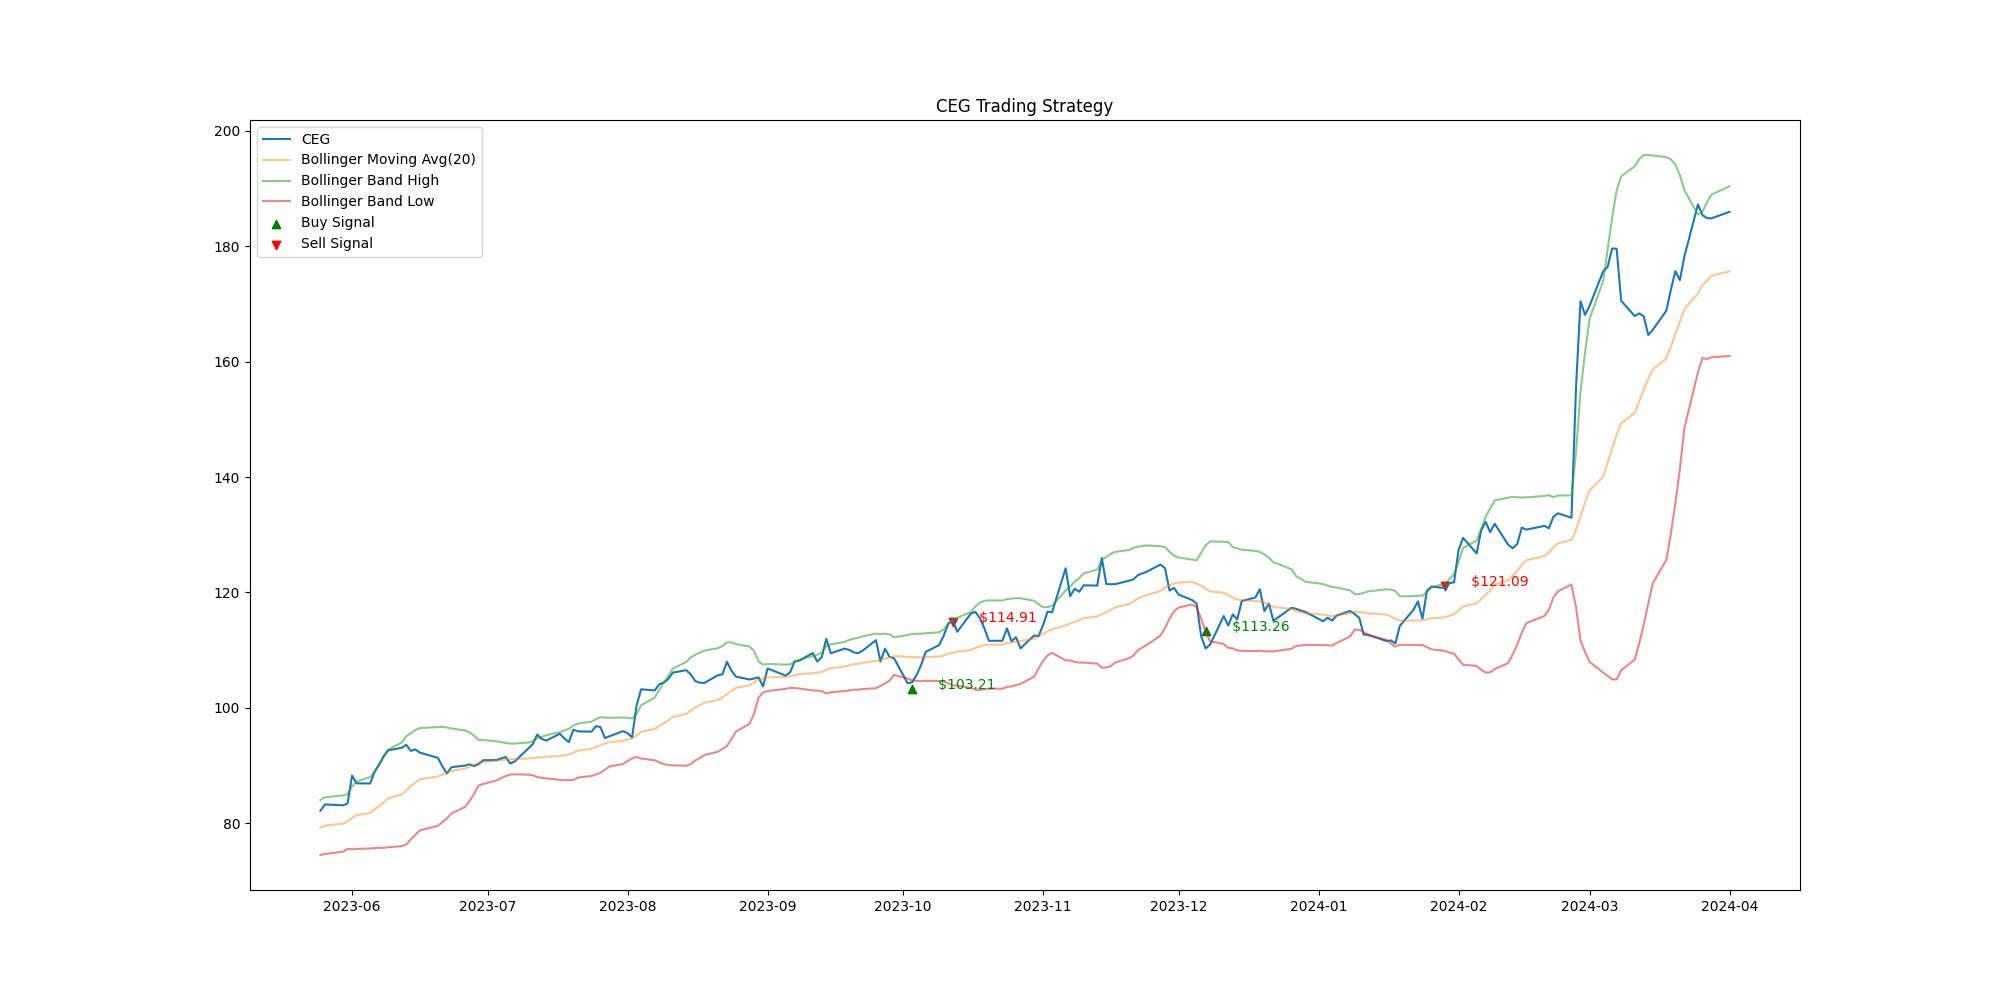 CEG Trading Strategy
200
180
160
140
120
100
80
CEG
Bollinger Moving Avg(20)
Bollinger Band High
Bollinger Band Low
Buy Signal
Sell Signal
$114.91
$103.21
$113.26
$121.09
2023-06 2023-07 2023-08 2023-09 2023-10 2023-11 2023-12 2024-01 2024-02 2024-03 2024-04